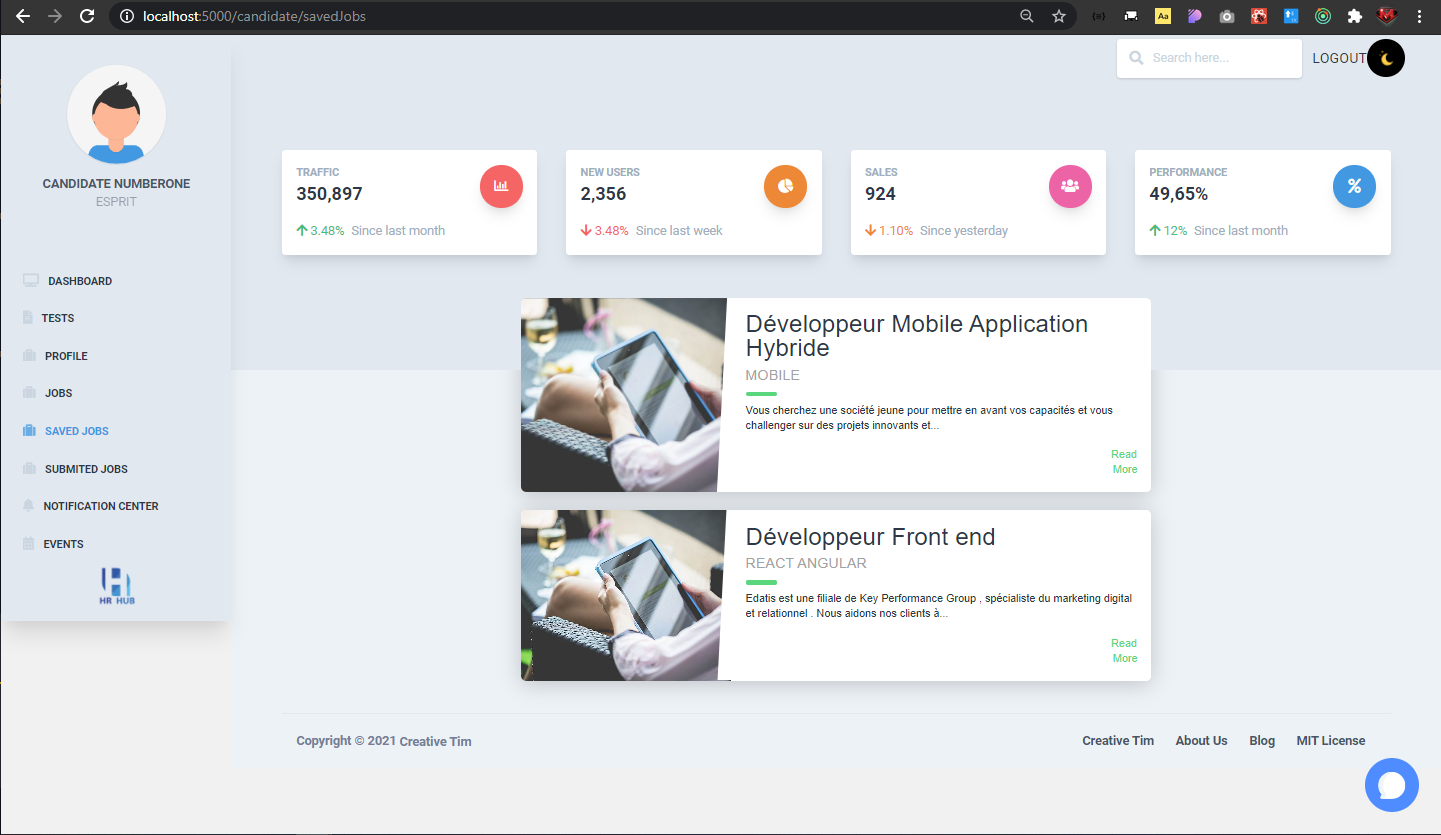 localhost:5000/candidate/savedJobs
Aa
Search here...
LOGOUT
CANDIDATE NUMBERONE
ESPRIT
DASHBOARD
TESTS
PROFILE
JOBS
SAVED JOBS
SUBMITED JOBS
NOTIFICATION CENTER
EVENTS
HR HUB
TRAFFIC
350,897
3.48% Since last month
NEW USERS
2,356
3.48% Since last week
SALES
924
1.10% Since yesterday
PERFORMANCE
49,65%
12% Since last month
Développeur Mobile Application
Hybride
MOBILE
Vous cherchez une société jeune pour mettre en avant vos capacités et vous
challenger sur des projets innovants et...
Read
More
Développeur Front end
REACT ANGULAR
Edatis est une filiale de Key Performance Group , spécialiste du marketing digital
et relationnel . Nous aidons nos clients à...
Read
More
Copyright © 2021 Creative Tim
Creative Tim About Us Blog MIT License